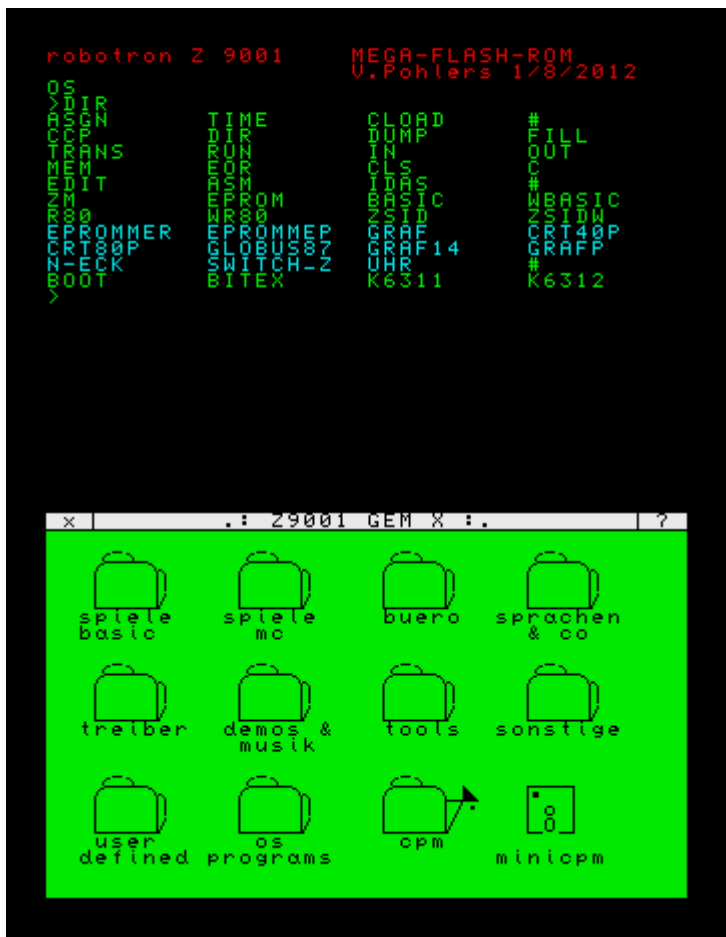 robotron Z 9001 MEGA-FLASH-ROM
V.Pohlers 1/8/2012
OS
>DIR
ASGN TIME CLOAD #
CCP DIR DUMP FILL
TRANS RUN IN OUT
MEM EOR CLS C
EDIT ASM IDAS #
ZM EPROM BASIC WBASIC
R80 WR80 ZSID ZSIDW
EPROMMER EPROMMEP GRAF CRT40P
CRT80P GLOBUS87 GRAF14 GRAFP
N-ECK SWITCH_Z UHR #
BOOT BITEX K6311 K6312
>
x .: Z9001 GEM X :. ?
spiele spiele buero sprachen
basic mc & co
treiber demos & tools sonstige
musik
user os cpm
defined programs minicpm